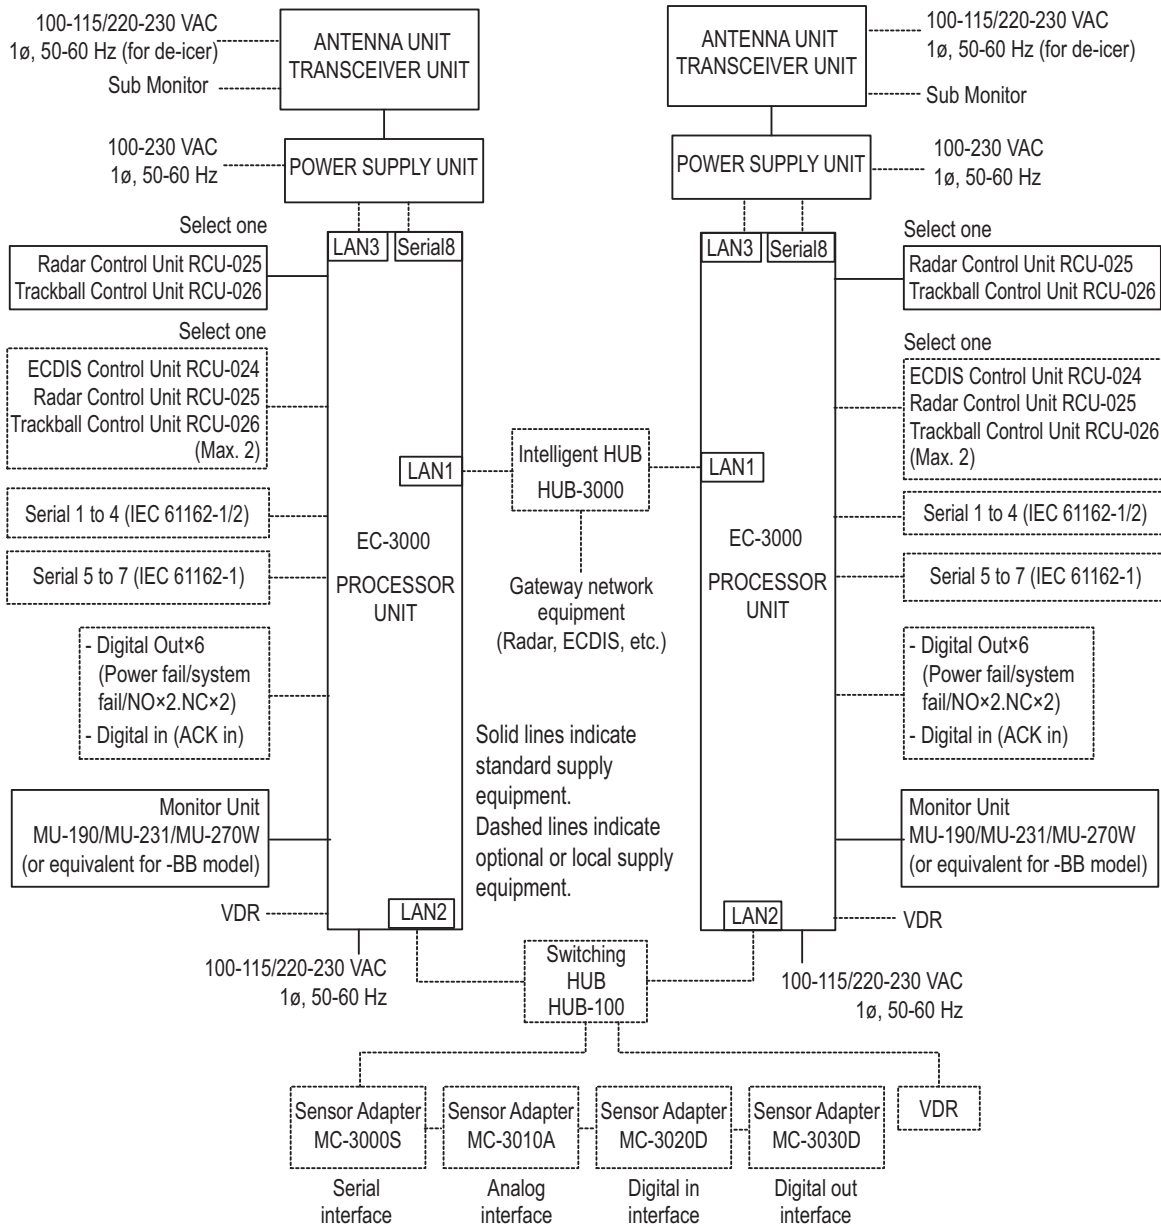 100-115/220-230 VAC
1ø, 50-60 Hz (for de-icer)
Sub Monitor
ANTENNA UNIT
TRANSCEIVER UNIT
100-230 VAC
1ø, 50-60 Hz
POWER SUPPLY UNIT
Select one
LAN3
Serial8
Radar Control Unit RCU-025
Trackball Control Unit RCU-026
Select one
ECDIS Control Unit RCU-024
Radar Control Unit RCU-025
Trackball Control Unit RCU-026
(Max. 2)
LAN1
Serial 1 to 4 (IEC 61162-1/2)
EC-3000
PROCESSOR
UNIT
Serial 5 to 7 (IEC 61162-1)
- Digital Out×6
(Power fail/system
fail/NO×2.NC×2)
- Digital in (ACK in)
Monitor Unit
MU-190/MU-231/MU-270W
(or equivalent for -BB model)
VDR
LAN2
100-115/220-230 VAC
1ø, 50-60 Hz
Intelligent HUB
HUB-3000
Gateway network
equipment
(Radar, ECDIS, etc.)
Solid lines indicate
standard supply
equipment.
Dashed lines indicate
optional or local supply
equipment.
ANTENNA UNIT
TRANSCEIVER UNIT
100-115/220-230 VAC
1ø, 50-60 Hz (for de-icer)
Sub Monitor
POWER SUPPLY UNIT
100-230 VAC
1ø, 50-60 Hz
LAN3
Serial8
Select one
Radar Control Unit RCU-025
Trackball Control Unit RCU-026
Select one
ECDIS Control Unit RCU-024
Radar Control Unit RCU-025
Trackball Control Unit RCU-026
(Max. 2)
LAN1
EC-3000
PROCESSOR
UNIT
Serial 1 to 4 (IEC 61162-1/2)
Serial 5 to 7 (IEC 61162-1)
- Digital Out×6
(Power fail/system
fail/NO×2.NC×2)
- Digital in (ACK in)
Monitor Unit
MU-190/MU-231/MU-270W
(or equivalent for -BB model)
LAN2
VDR
100-115/220-230 VAC
1ø, 50-60 Hz
Switching
HUB
HUB-100
Sensor Adapter
MC-3000S
Sensor Adapter
MC-3010A
Sensor Adapter
MC-3020D
Sensor Adapter
MC-3030D
VDR
Serial
interface
Analog
interface
Digital in
interface
Digital out
interface